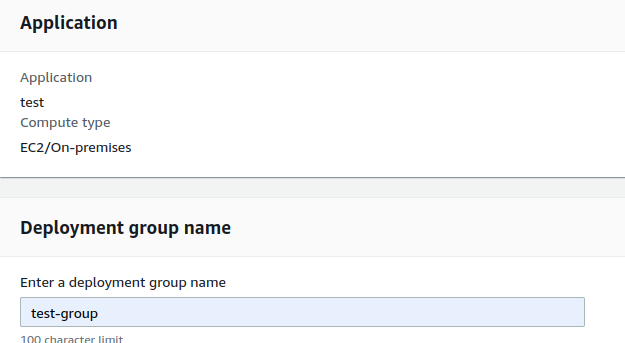 Application
Application
test
Compute type
EC2/On-premises
Deployment group name
Enter a deployment group name
test-group
100 character limit